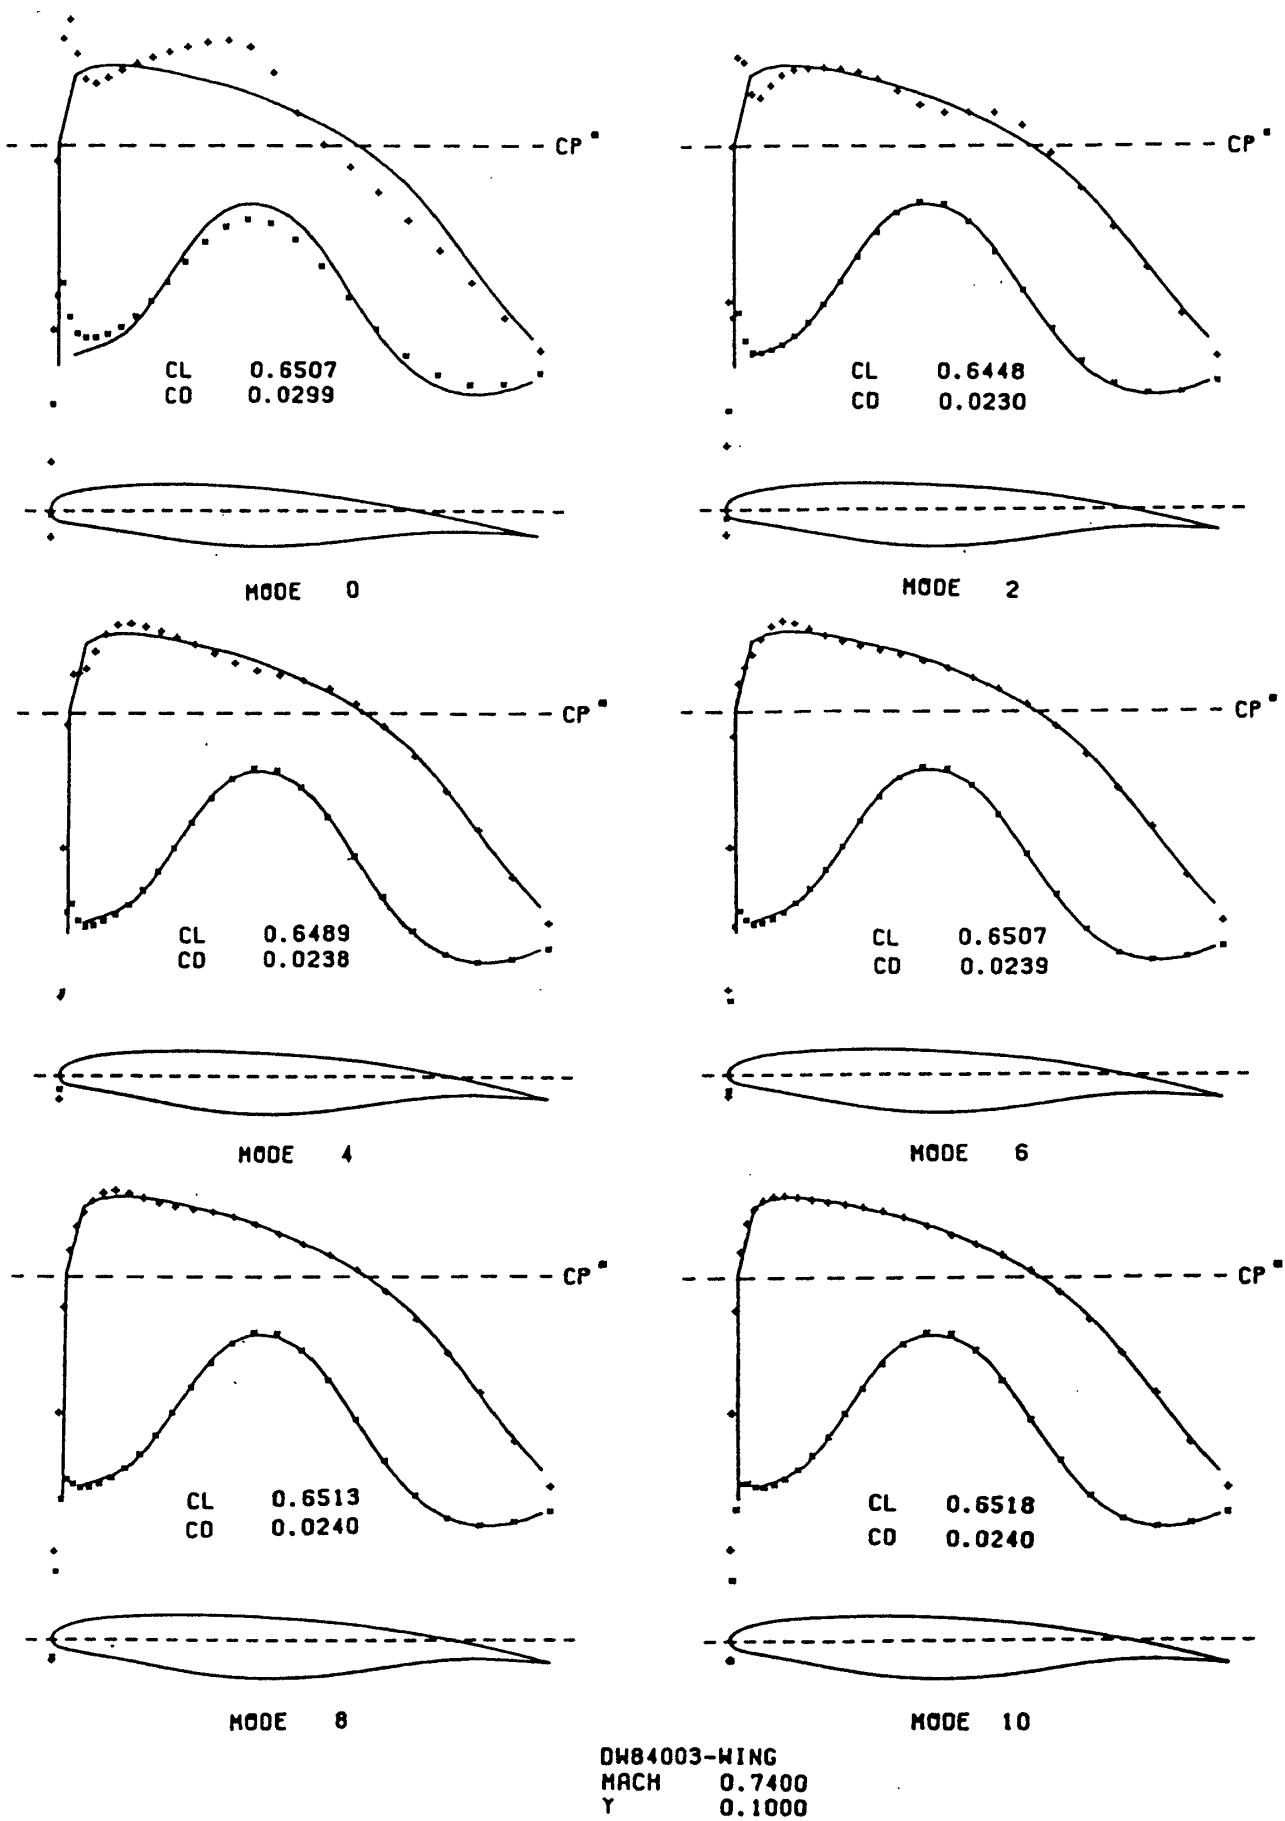 CP*
CP*
CL 0.6507
CD 0.0299
CL 0.6448
CD 0.0230
MODE 0
MODE 2
CP*
CP*
CL 0.6489
CD 0.0238
CL 0.6507
CD 0.0239
MODE 4
MODE 6
CP*
CP*
CL 0.6513
CD 0.0240
CL 0.6518
CD 0.0240
MODE 8
MODE 10
DW84003-WING
MACH 0.7400
Y 0.1000